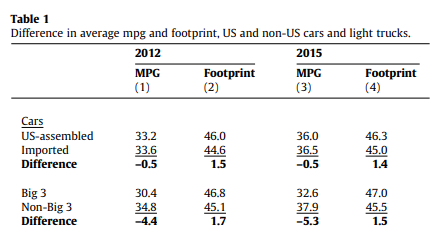 Table 1
Difference in average mpg and footprint, US and non-US cars and light trucks.
2012 2015
MPG Footprint MPG Footprint
(1) (2) (3) (4)
Cars
US-assembled 33.2 46.0 36.0 46.3
Imported 33.6 44.6 36.5 45.0
Difference –0.5 1.5 –0.5 1.4
Big 3 30.4 46.8 32.6 47.0
Non-Big 3 34.8 45.1 37.9 45.5
Difference –4.4 1.7 –5.3 1.5